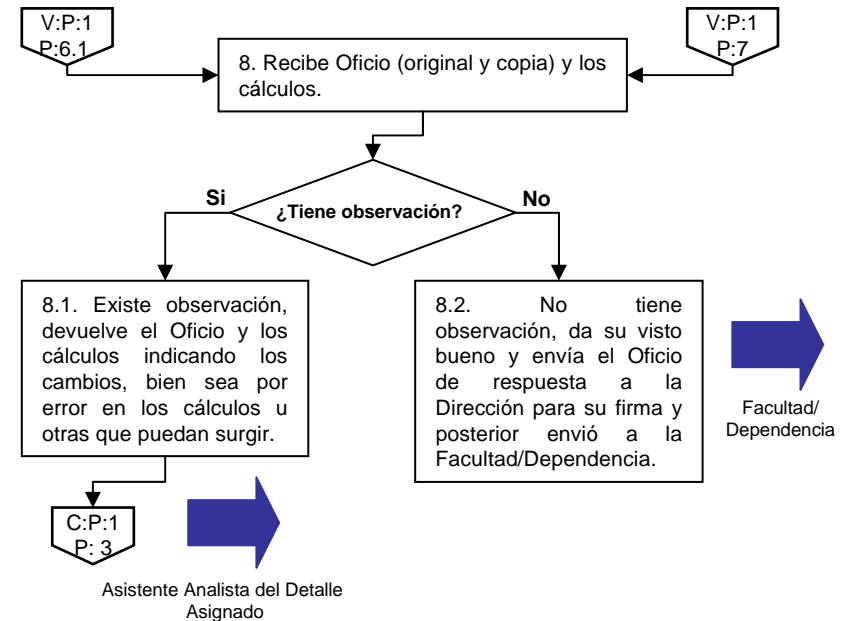 V:P:1
P:6.1
V:P:1
P:7
8. Recibe Oficio (original y copia) y los
cálculos.
Si
¿Tiene observación?
No
8.1. Existe observación,
devuelve el Oficio y los
cálculos indicando los
cambios, bien sea por
error en los cálculos u
otras que puedan surgir.
8.2. No tiene
observación, da su visto
bueno y envía el Oficio
de respuesta a la
Dirección para su firma y
posterior envió a la
Facultad/Dependencia.
Facultad/
Dependencia
C:P:1
P: 3
Asistente Analista del Detalle
Asignado